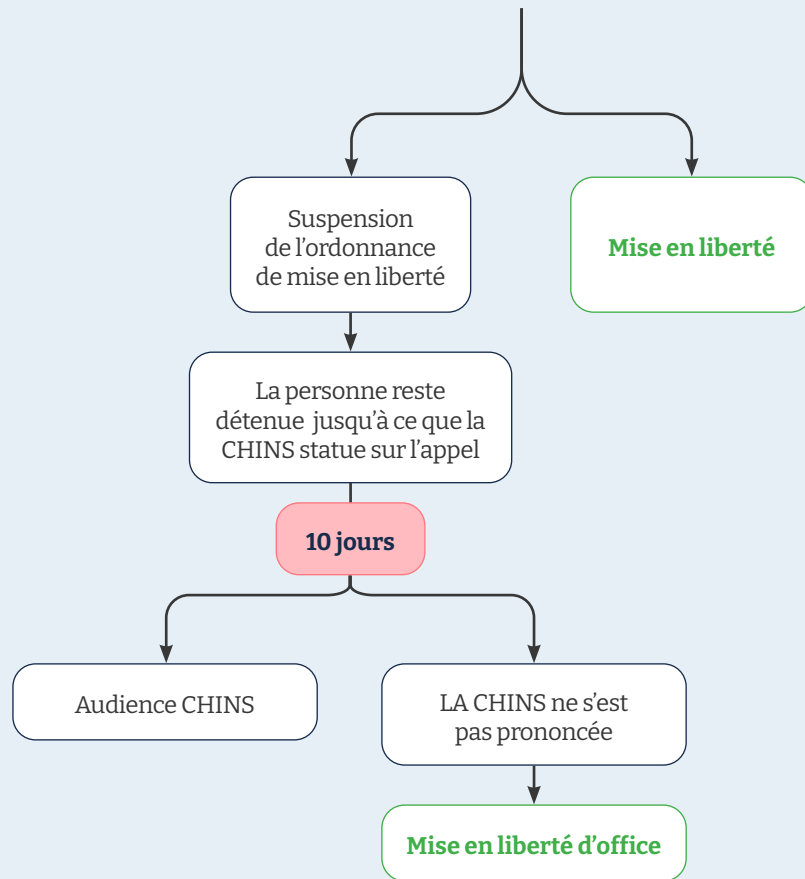 Suspension
de l’ordonnance
de mise en liberté
Mise en liberté
La personne reste
détenue jusqu’à ce que la
CHINS statue sur l’appel
10 jours
Audience CHINS
LA CHINS ne s’est
pas prononcée
Mise en liberté d’office